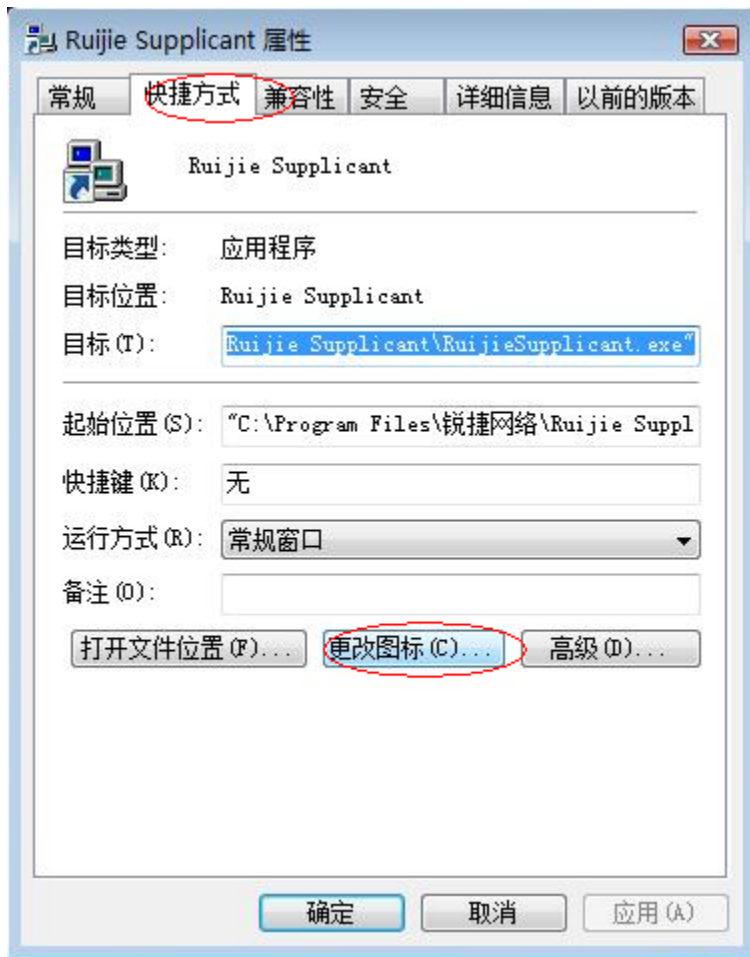 Ruijie Supplicant 属性
常规 快捷方式 兼容性 安全 详细信息 以前的版本
Ruijie Supplicant
目标类型: 应用程序
目标位置: Ruijie Supplicant
目标(T): Ruijie Supplicant\RuijieSupplicant.exe"
起始位置(S): "C:\Program Files\锐捷网络\Ruijie Suppl
快捷键(K): 无
运行方式(R): 常规窗口
备注(O):
打开文件位置(F)... 更改图标(C)... 高级(D)...
确定 取消 应用(A)